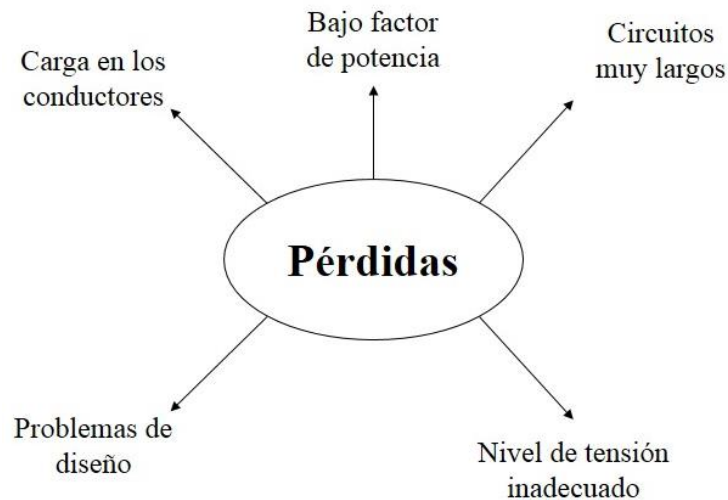 Bajo factor
de potencia
Circuitos
muy largos
Carga en los
conductores
Pérdidas
Problemas de
diseño
Nivel de tensión
inadecuado